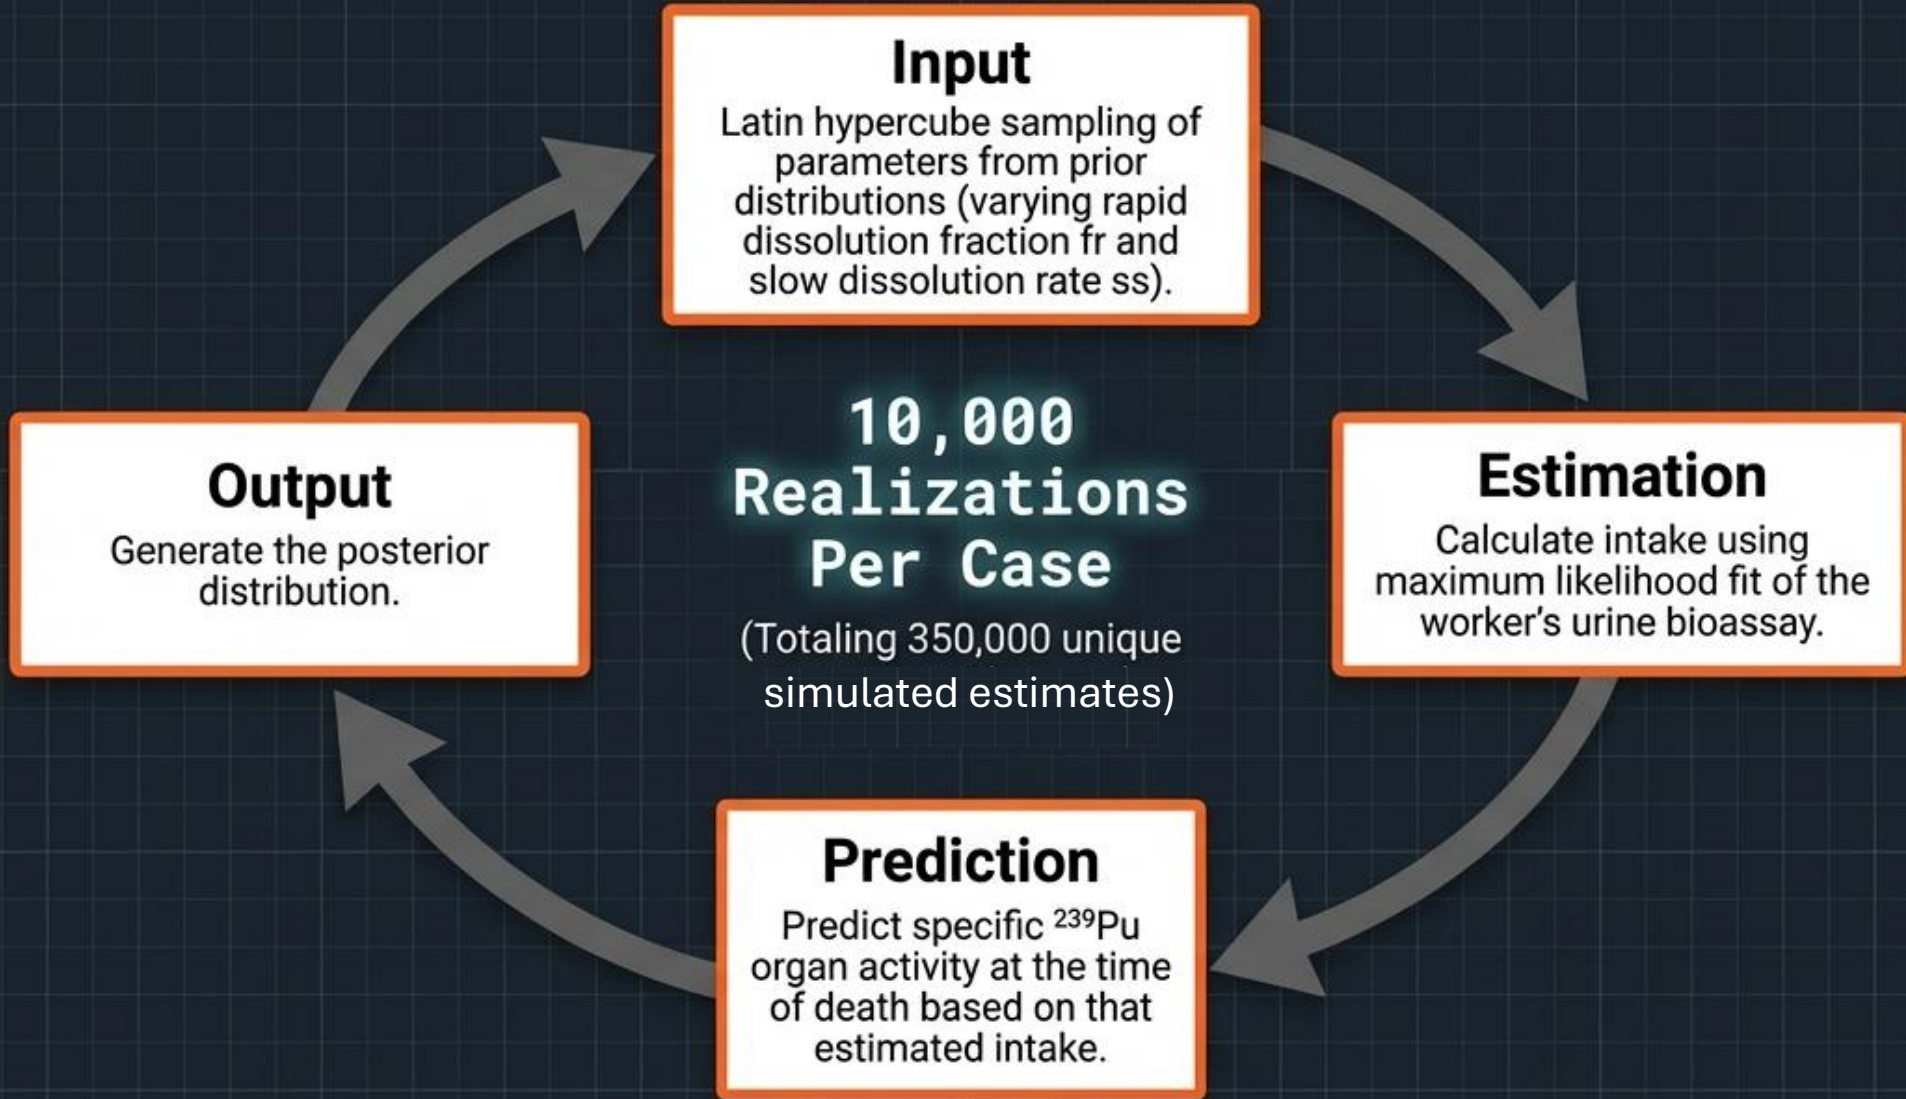 Input
Latin hypercube sampling of
parameters from prior
distributions (varying rapid
dissolution fraction fr and
slow dissolution rate ss).
Estimation
Calculate intake using
maximum likelihood fit of the
worker's urine bioassay.
Prediction
Predict specific ²³⁹Pu
organ activity at the time
of death based on that
estimated intake.
Output
Generate the posterior
distribution.
10,000
Realizations
Per Case
(Totaling 350,000 unique
simulated estimates)